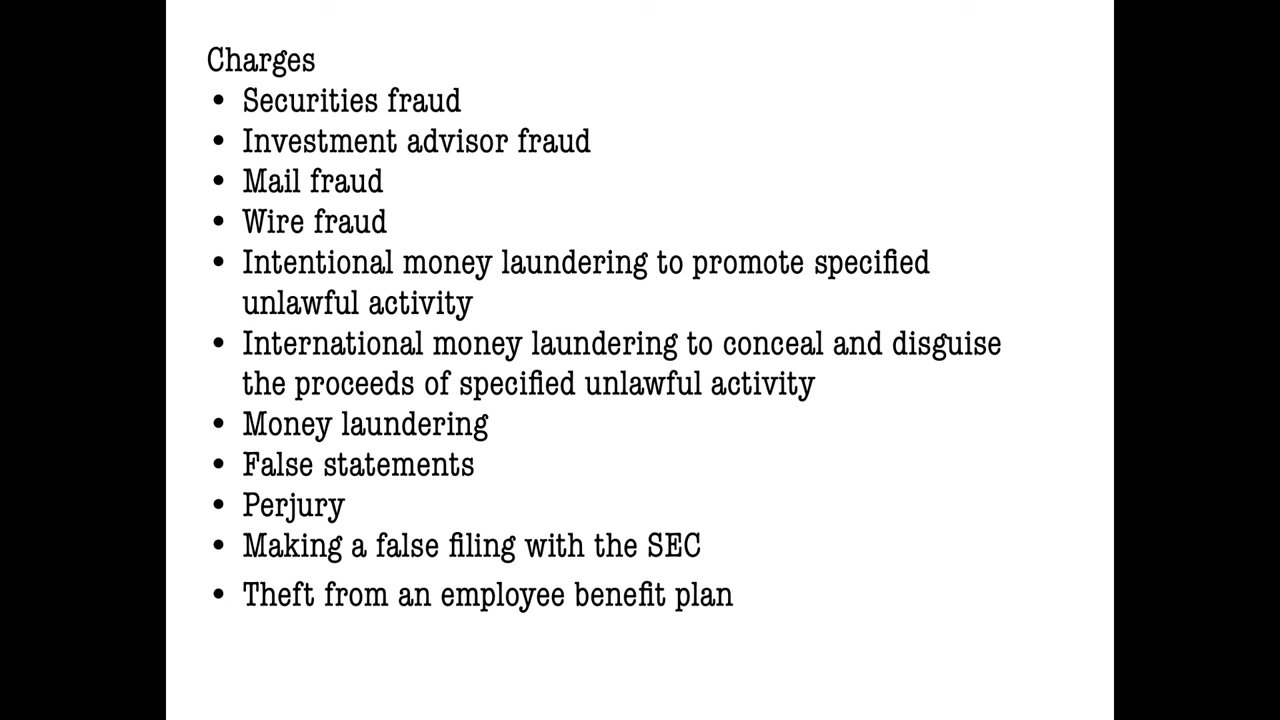 Charges
• Securities fraud
• Investment advisor fraud
• Mail fraud
• Wire fraud
• Intentional money laundering to promote specified
unlawful activity
• International money laundering to conceal and disguise
the proceeds of specified unlawful activity
• Money laundering
• False statements
• Perjury
• Making a false filing with the SEC
• Theft from an employee benefit plan